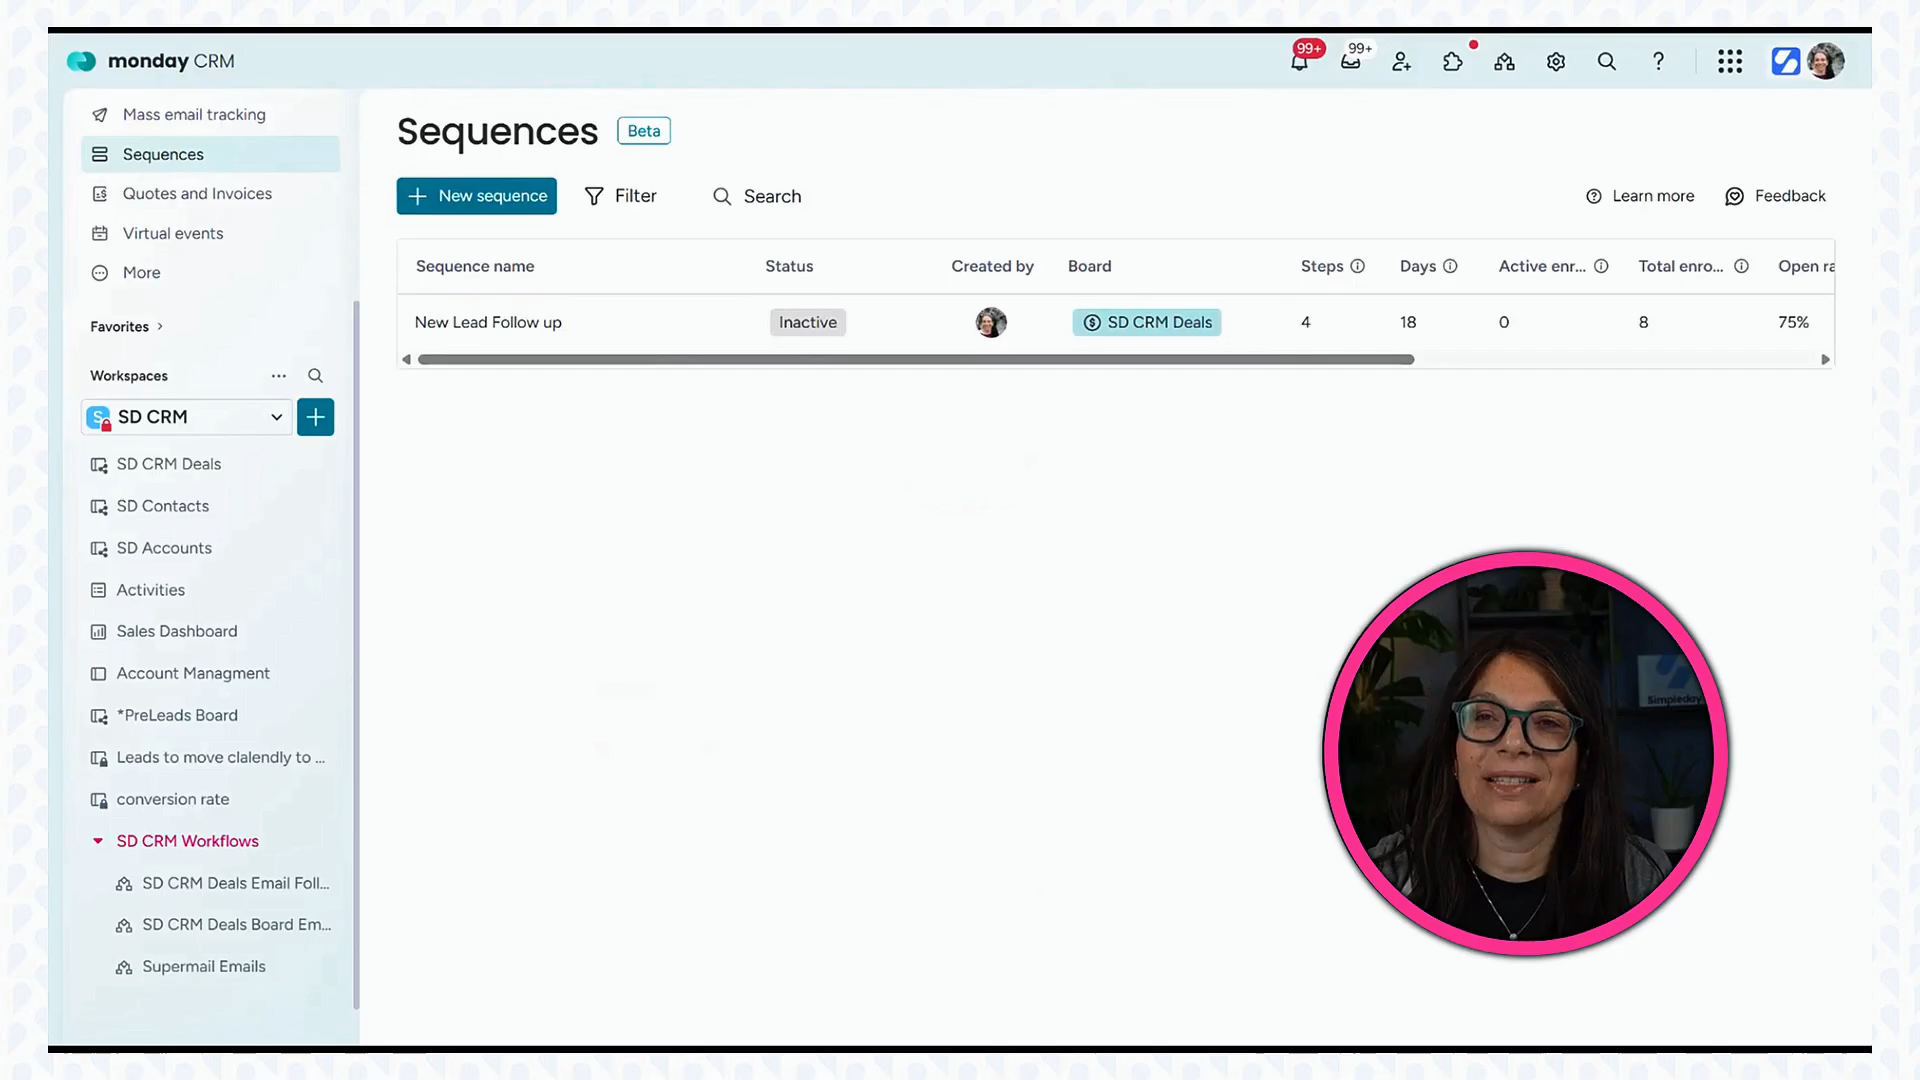 monday CRM
99+
99+
Mass email tracking
Sequences
Quotes and Invoices
Virtual events
More
Favorites
Workspaces
S SD CRM
SD CRM Deals
SD Contacts
SD Accounts
Activities
Sales Dashboard
Account Managment
*PreLeads Board
Leads to move clalendly to ...
conversion rate
SD CRM Workflows
SD CRM Deals Email Foll...
SD CRM Deals Board Em...
Supermail Emails
Sequences Beta
New sequence Filter Search Learn more Feedback
Sequence name Status Created by Board Steps Days Active enr... Total enro... Open ra
New Lead Follow up Inactive SD CRM Deals 4 18 0 8 75%
Simpleday